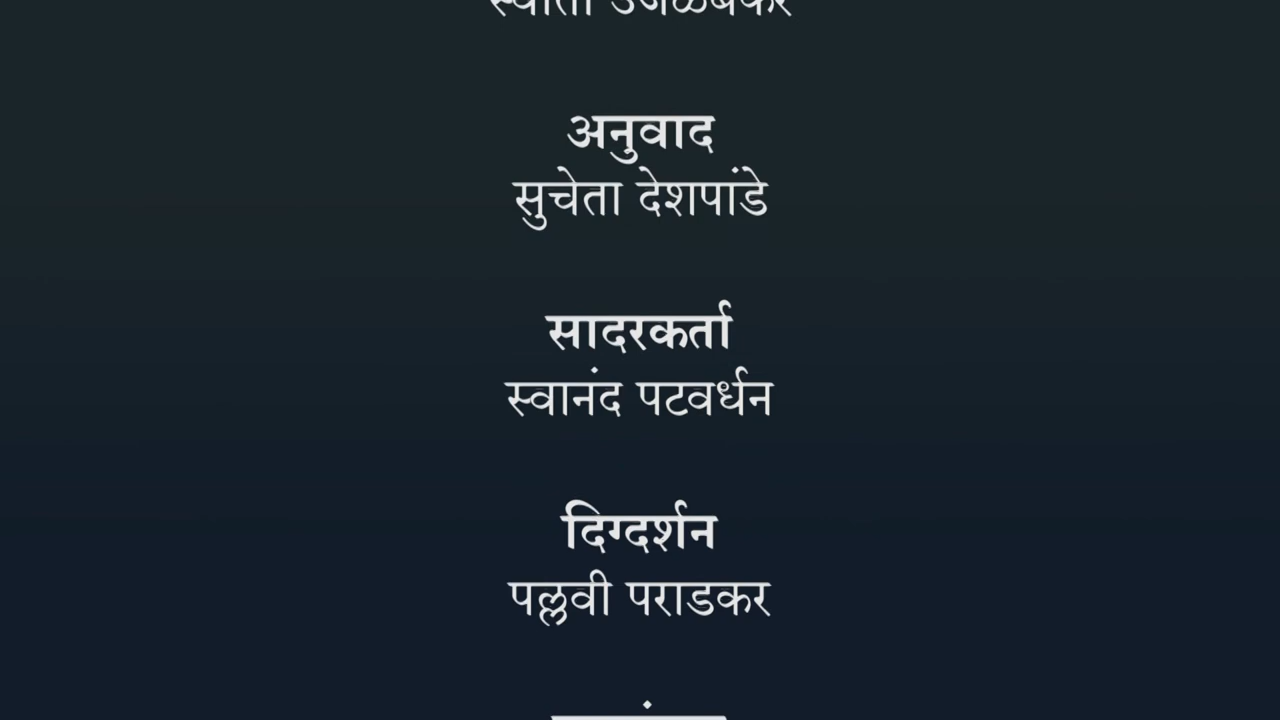 अनुवाद
सुचेता देशपांडे
सादरकर्ता
स्वानंद पटवर्धन
दिग्दर्शन
पल्लवी पराडकर